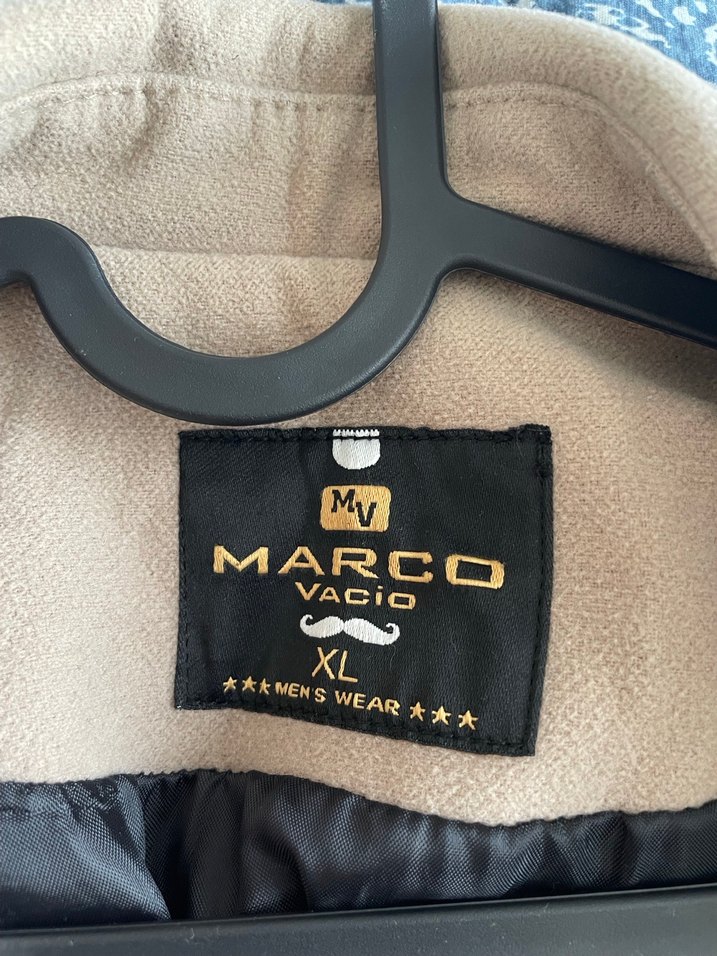 MV
MARCO
VACiO
XL
★★★ MEN'S WEAR ★★★